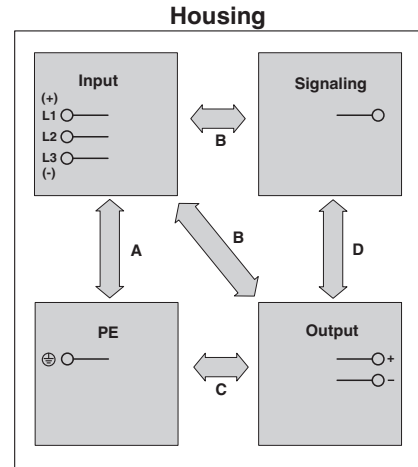 Housing
Input
(+)
L1
L2
L3
(-)
B
Signaling
A
B
D
PE
C
Output
+
–